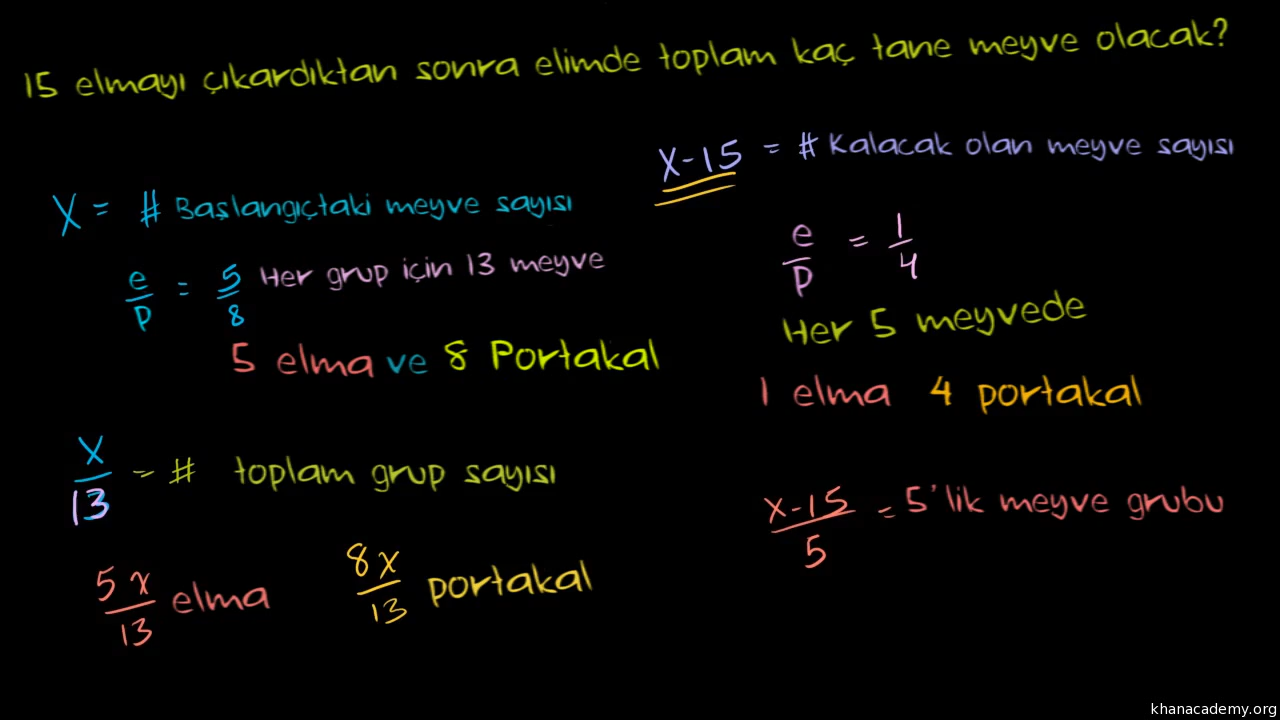 15 elmayı çıkardıktan sonra elimde toplam kaç tane meyve olacak?
x = # Başlangıçtaki meyve sayısı
e/p = 5/8 Her grup için 13 meyve
5 elma ve 8 Portakal
x/13 = # toplam grup sayısı
5x/13 elma 8x/13 portakal
x-15 = # Kalacak olan meyve sayısı
e/p = 1/4
Her 5 meyvede
1 elma 4 portakal
x-15/5 = 5'lik meyve grubu
khanacademy.org